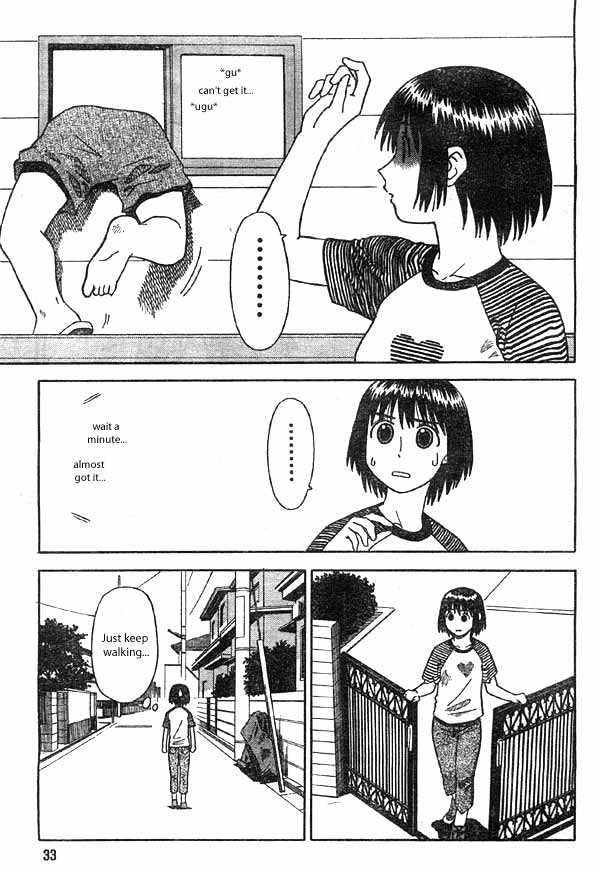 *gu*
can't get it...
*ugu*
..........
wait a
minute...
almost
got it...
........
Just keep
walking...
33